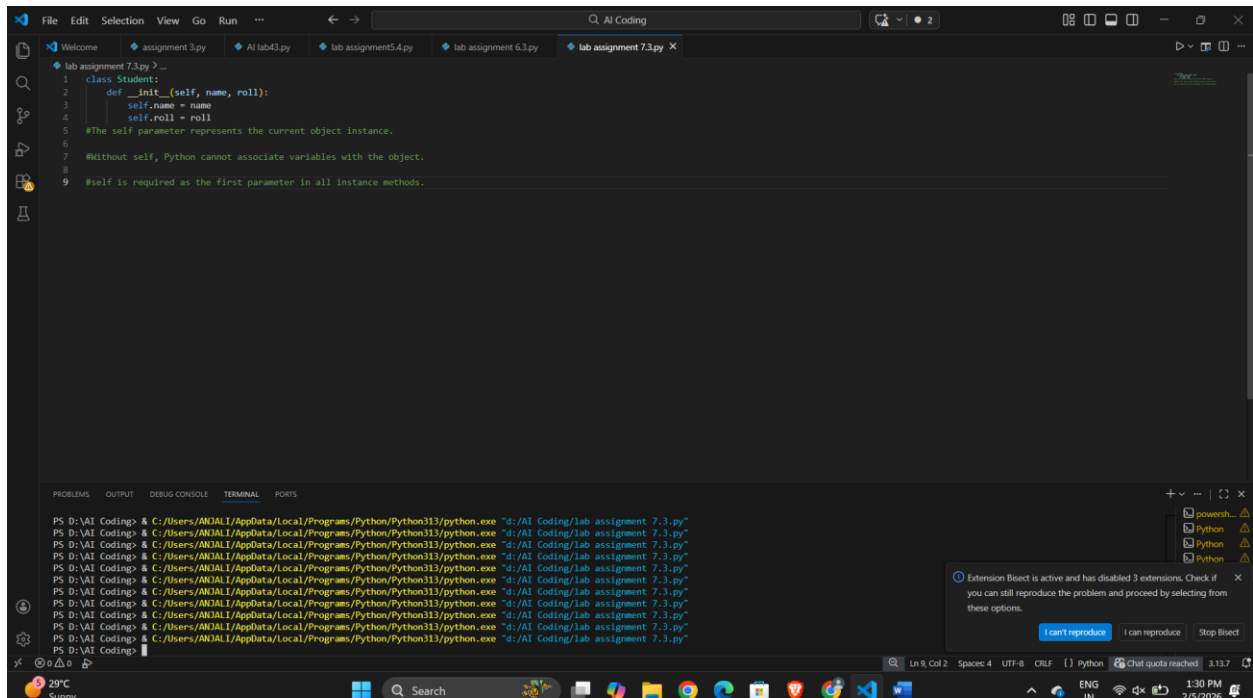 File Edit Selection View Go Run ··· AI Coding 2
Welcome assignment 3.py AI lab43.py lab assignment5.4.py lab assignment 6.3.py lab assignment 7.3.py
lab assignment 7.3.py > ...
1 class Student:
2 def __init__(self, name, roll):
3 self.name = name
4 self.roll = roll
5 #The self parameter represents the current object instance.
6
7 #Without self, Python cannot associate variables with the object.
8
9 #self is required as the first parameter in all instance methods.
PROBLEMS OUTPUT DEBUG CONSOLE TERMINAL PORTS
PS D:\AI Coding> & C:/Users/ANJALI/AppData/Local/Programs/Python/Python313/python.exe "d:/AI Coding/lab assignment 7.3.py"
PS D:\AI Coding> & C:/Users/ANJALI/AppData/Local/Programs/Python/Python313/python.exe "d:/AI Coding/lab assignment 7.3.py"
PS D:\AI Coding> & C:/Users/ANJALI/AppData/Local/Programs/Python/Python313/python.exe "d:/AI Coding/lab assignment 7.3.py"
PS D:\AI Coding> & C:/Users/ANJALI/AppData/Local/Programs/Python/Python313/python.exe "d:/AI Coding/lab assignment 7.3.py"
PS D:\AI Coding> & C:/Users/ANJALI/AppData/Local/Programs/Python/Python313/python.exe "d:/AI Coding/lab assignment 7.3.py"
PS D:\AI Coding> & C:/Users/ANJALI/AppData/Local/Programs/Python/Python313/python.exe "d:/AI Coding/lab assignment 7.3.py"
PS D:\AI Coding> & C:/Users/ANJALI/AppData/Local/Programs/Python/Python313/python.exe "d:/AI Coding/lab assignment 7.3.py"
PS D:\AI Coding> & C:/Users/ANJALI/AppData/Local/Programs/Python/Python313/python.exe "d:/AI Coding/lab assignment 7.3.py"
PS D:\AI Coding> & C:/Users/ANJALI/AppData/Local/Programs/Python/Python313/python.exe "d:/AI Coding/lab assignment 7.3.py"
PS D:\AI Coding> & C:/Users/ANJALI/AppData/Local/Programs/Python/Python313/python.exe "d:/AI Coding/lab assignment 7.3.py"
PS D:\AI Coding> & C:/Users/ANJALI/AppData/Local/Programs/Python/Python313/python.exe "d:/AI Coding/lab assignment 7.3.py"
PS D:\AI Coding>
powersh...
Python
Python
Python
Extension Bisect is active and has disabled 3 extensions. Check if
you can still reproduce the problem and proceed by selecting from
these options.
I can't reproduce I can reproduce Stop Bisect
0 0 Ln 9, Col 2 Spaces: 4 UTF-8 CRLF {} Python Chat quota reached 3.13.7
5 29°C
Sunny
Search
ENG
IN
1:30 PM
2/5/2026